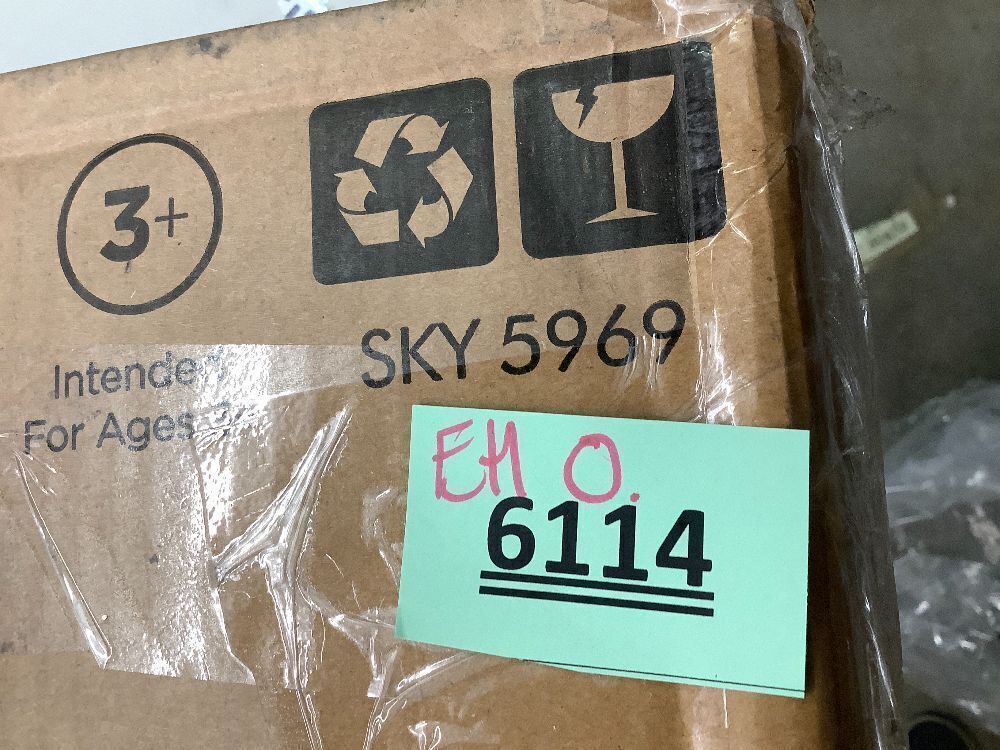 3+
SKY 5969
Intended
For Ages
EH O.
6114